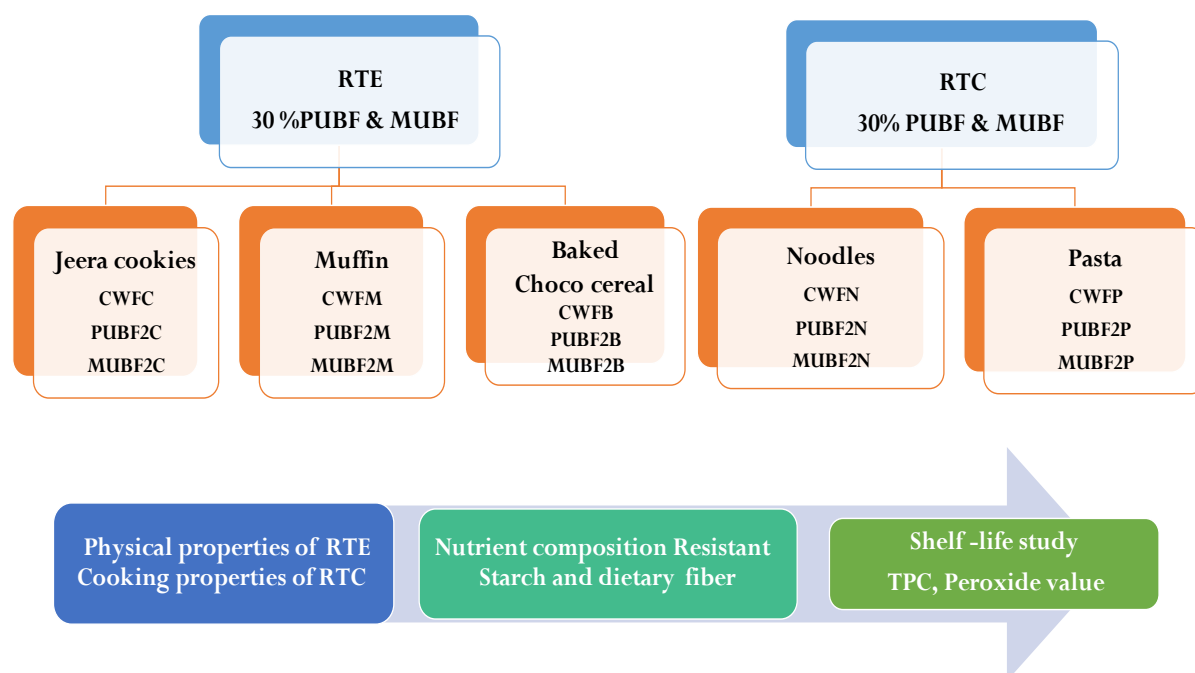 RTE
30 %PUBF & MUBF
RTC
30% PUBF & MUBF
Jeera cookies
CWFC
PUBF2C
MUBF2C
Muffin
CWFM
PUBF2M
MUBF2M
Baked
Choco cereal
CWFB
PUBF2B
MUBF2B
Noodles
CWFN
PUBF2N
MUBF2N
Pasta
CWFP
PUBF2P
MUBF2P
Physical properties of RTE
Cooking properties of RTC
Nutrient composition Resistant
Starch and dietary fiber
Shelf -life study
TPC, Peroxide value